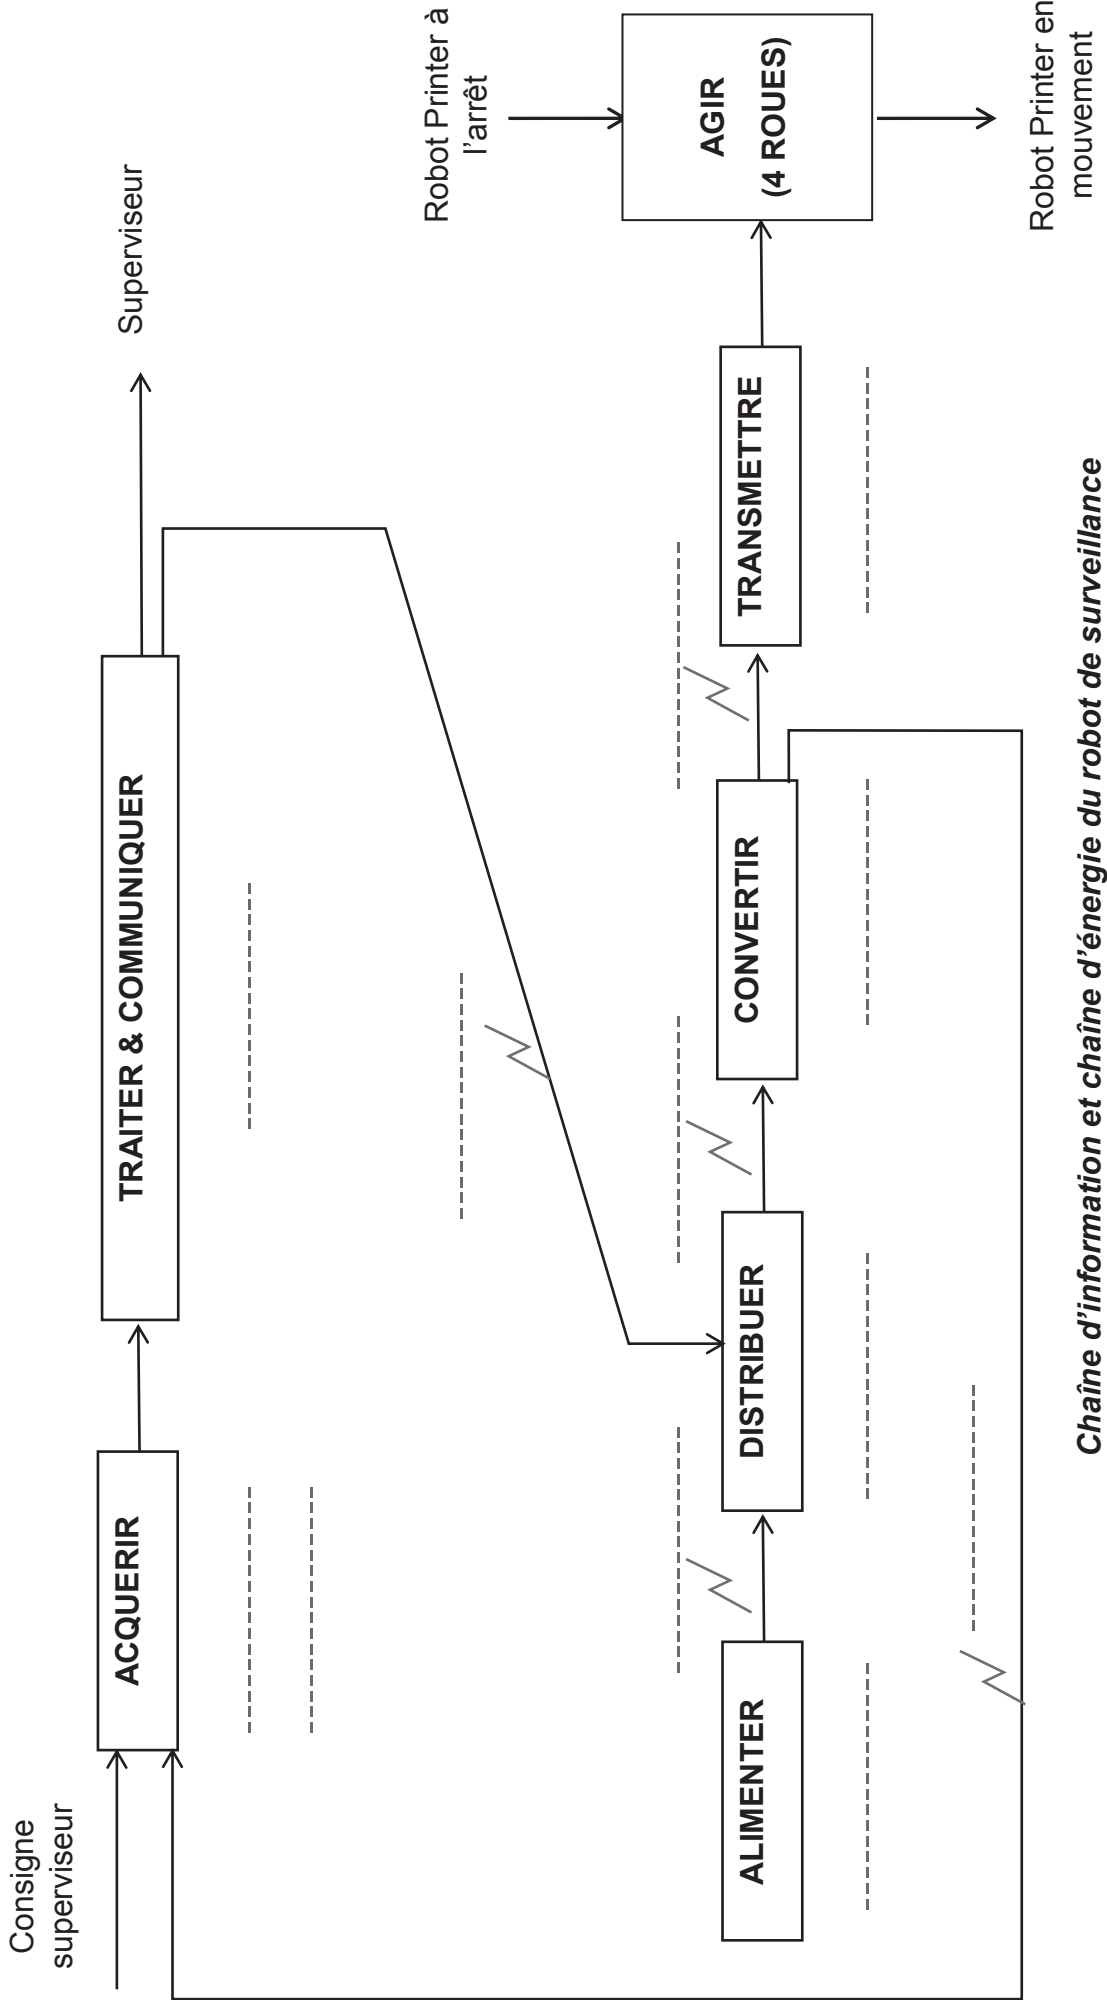 Consigne
superviseur
ACQUERIR
TRAITER & COMMUNIQUER
Superviseur
ALIMENTER
DISTRIBUER
CONVERTIR
TRANSMETTRE
Robot Printer à
l’arrêt
AGIR
(4 ROUES)
Robot Printer en
mouvement
Chaîne d’information et chaîne d’énergie du robot de surveillance